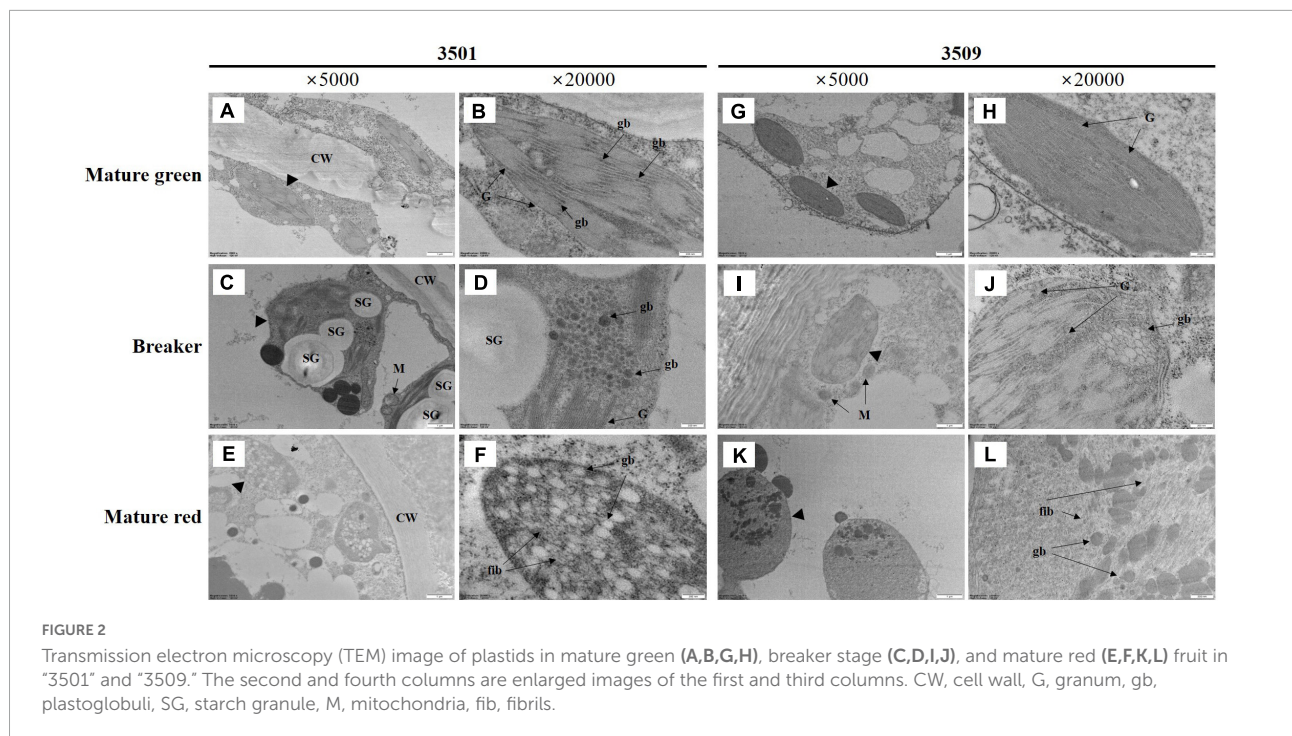 3501
3509
×5000
×20000
×5000
×20000
Mature green
A
CW
B
gb
gb
G
gb
G
H
G
Breaker
C
CW
SG
SG
SG
M
SG
SG
D
gb
SG
gb
G
I
M
J
G
gb
Mature red
E
CW
F
gb
fib
K
L
fib
gb
FIGURE 2
Transmission electron microscopy (TEM) image of plastids in mature green (A,B,G,H), breaker stage (C,D,I,J), and mature red (E,F,K,L) fruit in
“3501” and “3509.” The second and fourth columns are enlarged images of the first and third columns. CW, cell wall, G, granum, gb,
plastoglobuli, SG, starch granule, M, mitochondria, fib, fibrils.